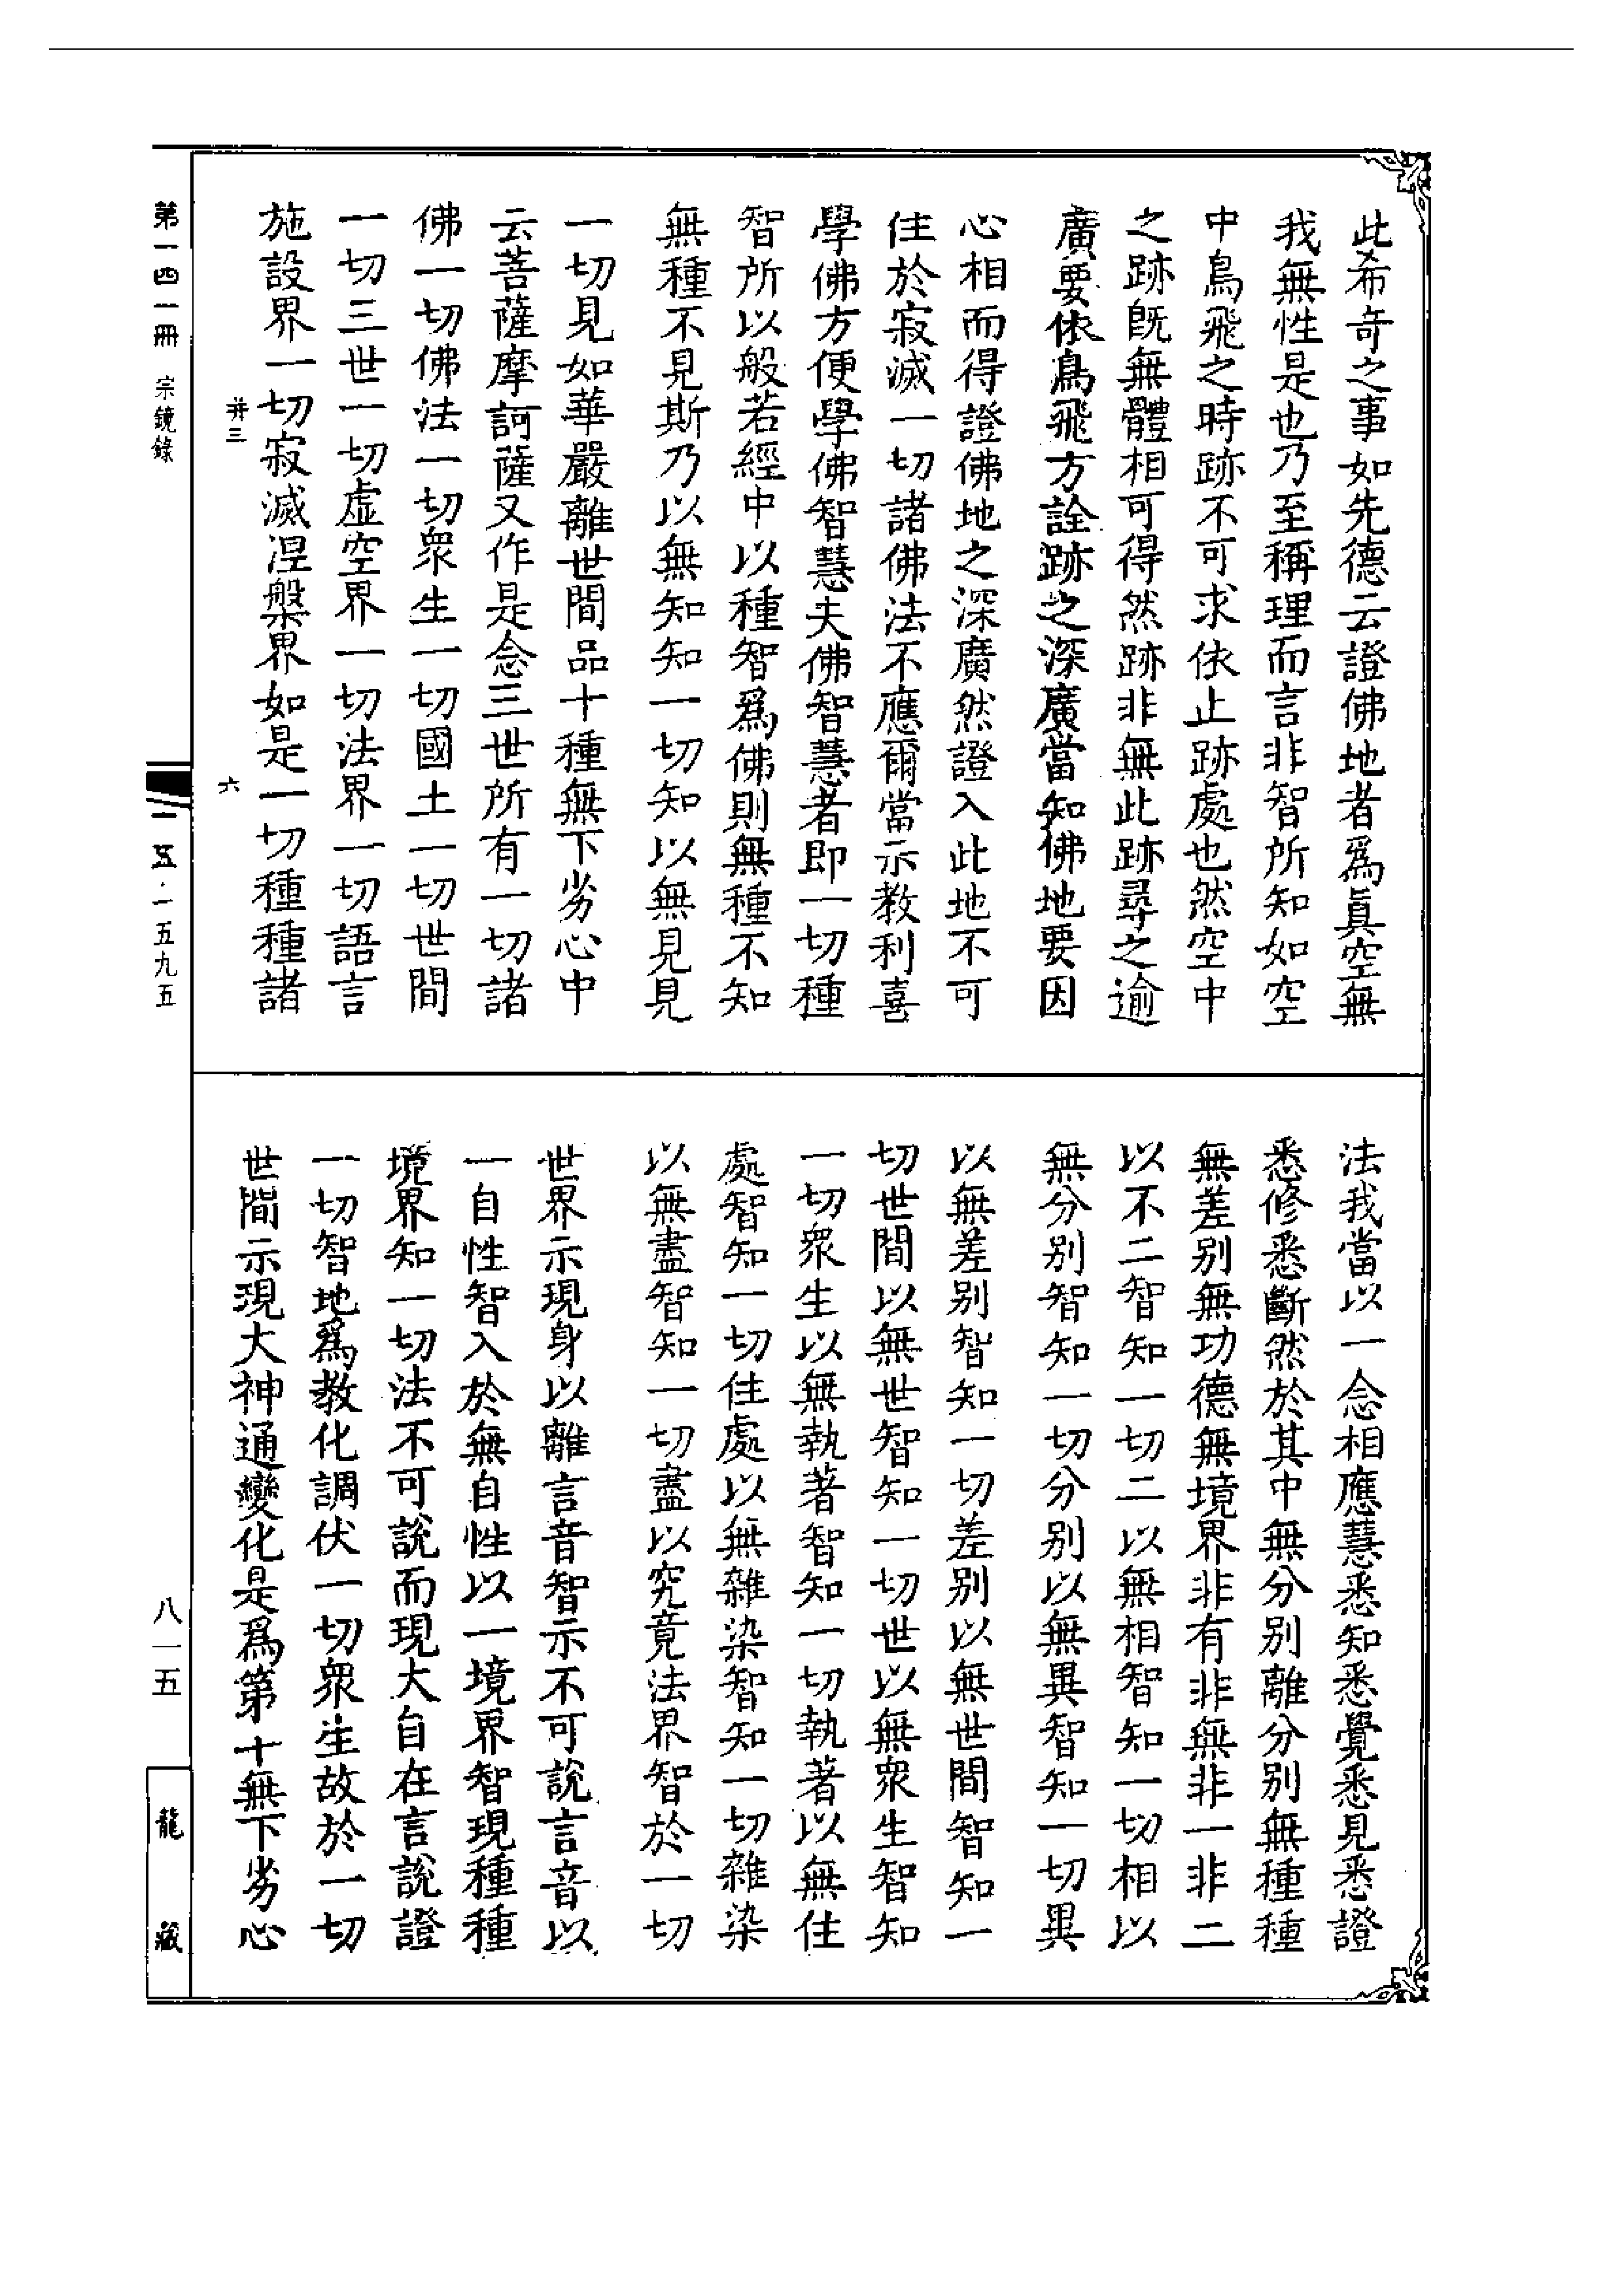 此希奇之事如先德云證佛地者爲眞空無
我無性是也乃至稱理而言非智所知如空
中鳥飛之時跡不可求依止跡處也然空中
之跡旣無體相可得然跡非無此跡尋之逾
廣要依鳥飛方詮跡之深廣當知佛地要因
心相而得證佛地之深廣然證入此地不可
住於寂滅一切諸佛法不應爾當示教利喜
學佛方便學佛智慧夫佛智慧者即一切種
智所以般若經中以種智爲佛則無種不知
無種不見斯乃以無知知一切知以無見見
一切見如華嚴離世間品十種無下劣心中
云菩薩摩訶薩又作是念三世所有一切諸
佛一切佛法一切衆生一切國土一切世間
一切三世一切虛空界一切法界一切語言
施設界一切寂滅涅槃界如是一切種種諸
法我當以一念相應慧悉知悉覺悉見悉證
悉修悉斷然於其中無分別離分別無種種
無差別無功德無境界非有非無非一非二
以不二智知一切二以無相智知一切相以
無分別智知一切分別以無異智知一切異
以無差別智知一切差別以無世間智知一
切世間以無世智知一切世以無衆生智知
一切衆生以無執著智知一切執著以無住
處智知一切住處以無雜染智知一切雜染
以無盡智知一切盡以究竟法界智於一切
世界示現身以離言音智示不可說言音以
一自性智入於無自性以一境界智現種種
境界知一切法不可說而現大自在言說證
一切智地爲教化調伏一切衆生故於一切
世間示現大神通變化是爲第十無下劣心
第一四一冊 宗鏡錄
并三
六
一五·一五九五
八一五
龍藏